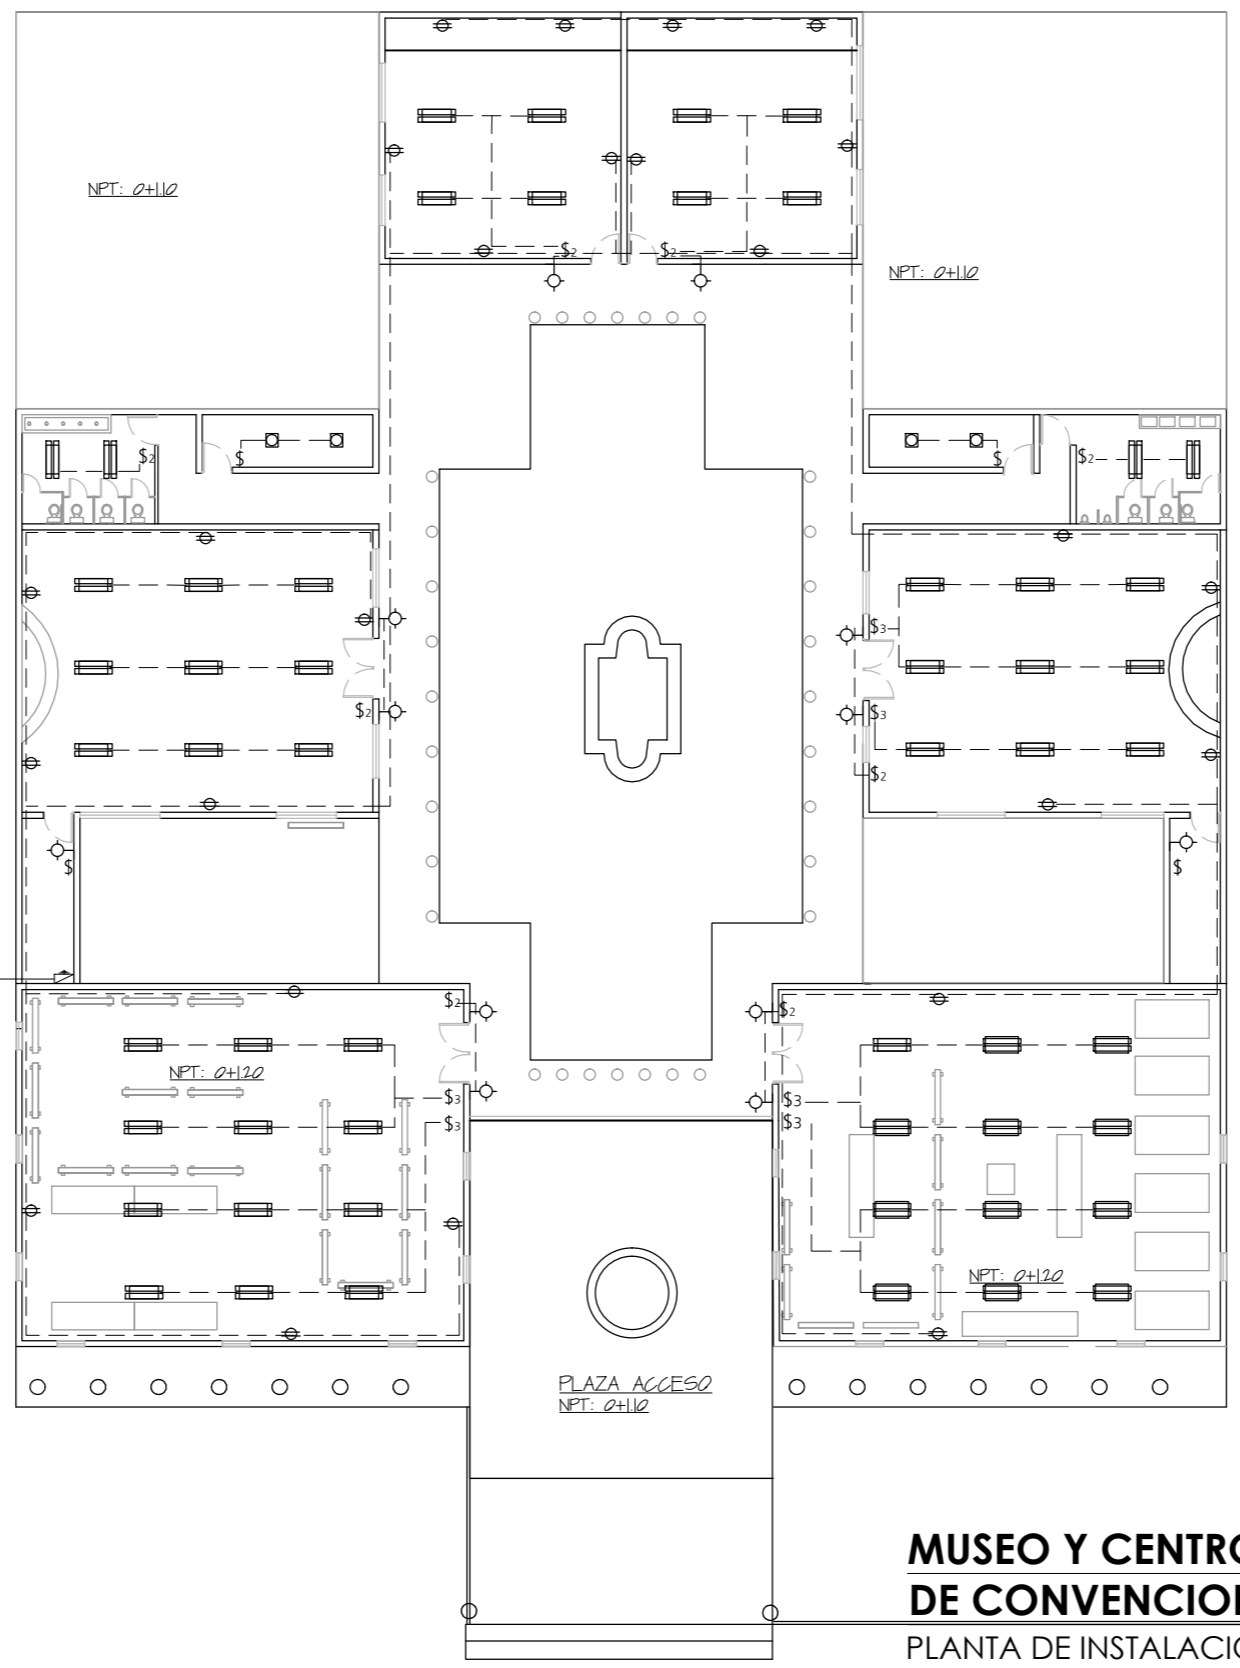 NPT: 0+1.10
$2 $2
NPT: 0+1.10
$2 $ $ $2
$3
$2 $3
$2
$ $
$2 $2
NPT: 0+1.20
$3 $3
$3 $3
NPT: 0+1.20
PLAZA ACCESO
NPT: 0+1.10
MUSEO Y CENTRO
DE CONVENCION
PLANTA DE INSTALACIO